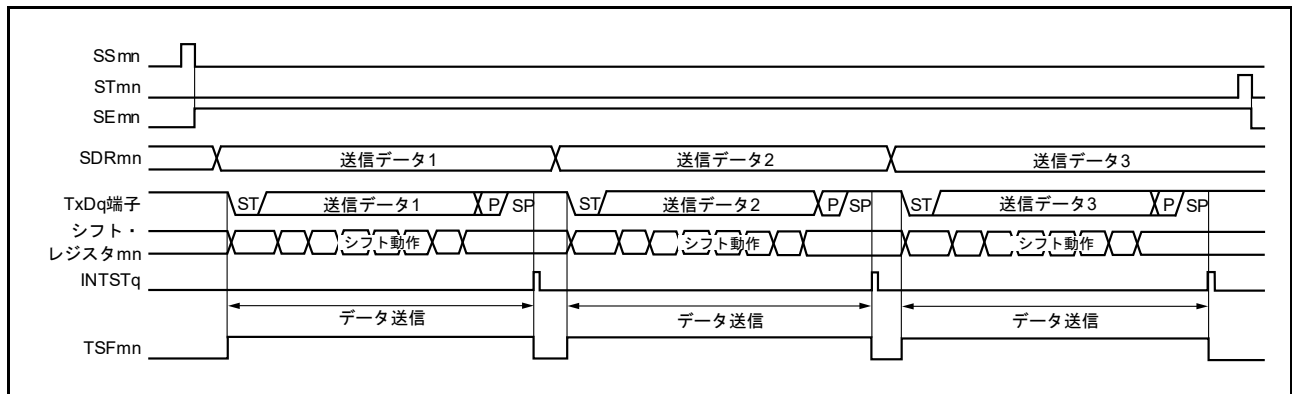 SSmn
STmn
SEmn
SDRmn 送信データ1 送信データ2 送信データ3
TxDq端子 ST 送信データ1 P SP ST 送信データ2 P SP ST 送信データ3 P SP
シフト・
レジスタmn シフト動作 シフト動作 シフト動作
INTSTq
データ送信 データ送信 データ送信
TSFmn